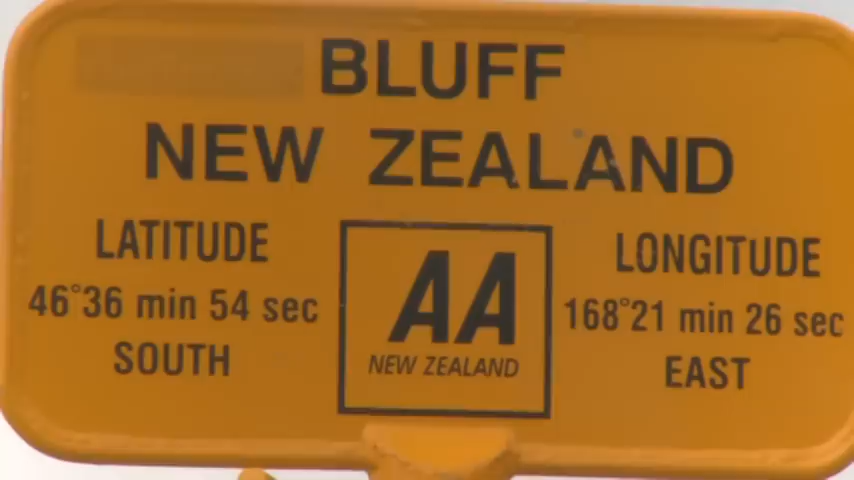 BLUFF
NEW ZEALAND
LATITUDE
46°36 min 54 sec
SOUTH
AA
NEW ZEALAND
LONGITUDE
168°21 min 26 sec
EAST